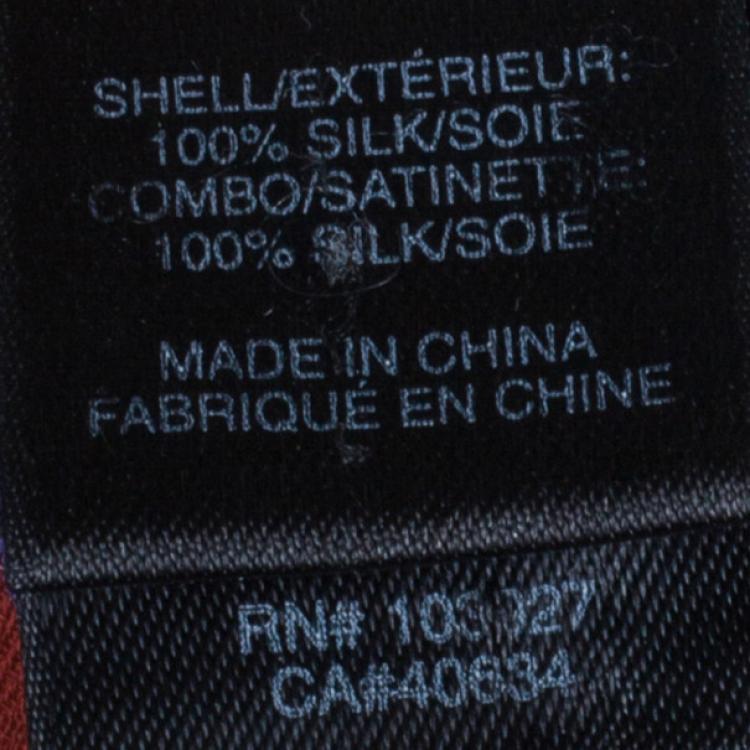 SHELL/EXTÉRIEUR:
100% SILK/SOIE
COMBO/SATINETTE:
100% SILK/SOIE
MADE IN CHINA
FABRIQUÉ EN CHINE
RN#
CA#40634